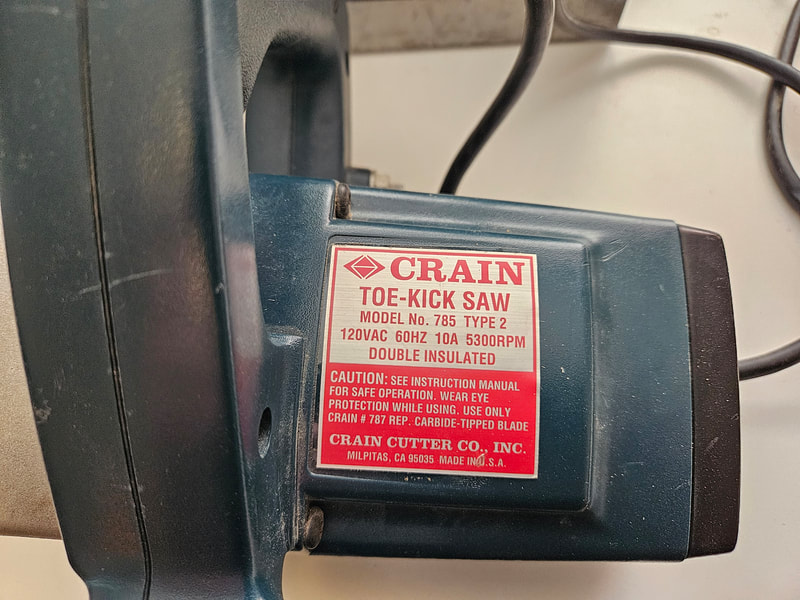 CRAIN
TOE-KICK SAW
MODEL No. 785 TYPE 2
120VAC 60HZ 10A 5300RPM
DOUBLE INSULATED
CAUTION: SEE INSTRUCTION MANUAL
FOR SAFE OPERATION. WEAR EYE
PROTECTION WHILE USING. USE ONLY
CRAIN # 787 REP. CARBIDE-TIPPED BLADE
CRAIN CUTTER CO., INC.
MILPITAS, CA 95035 MADE IN U.S.A.